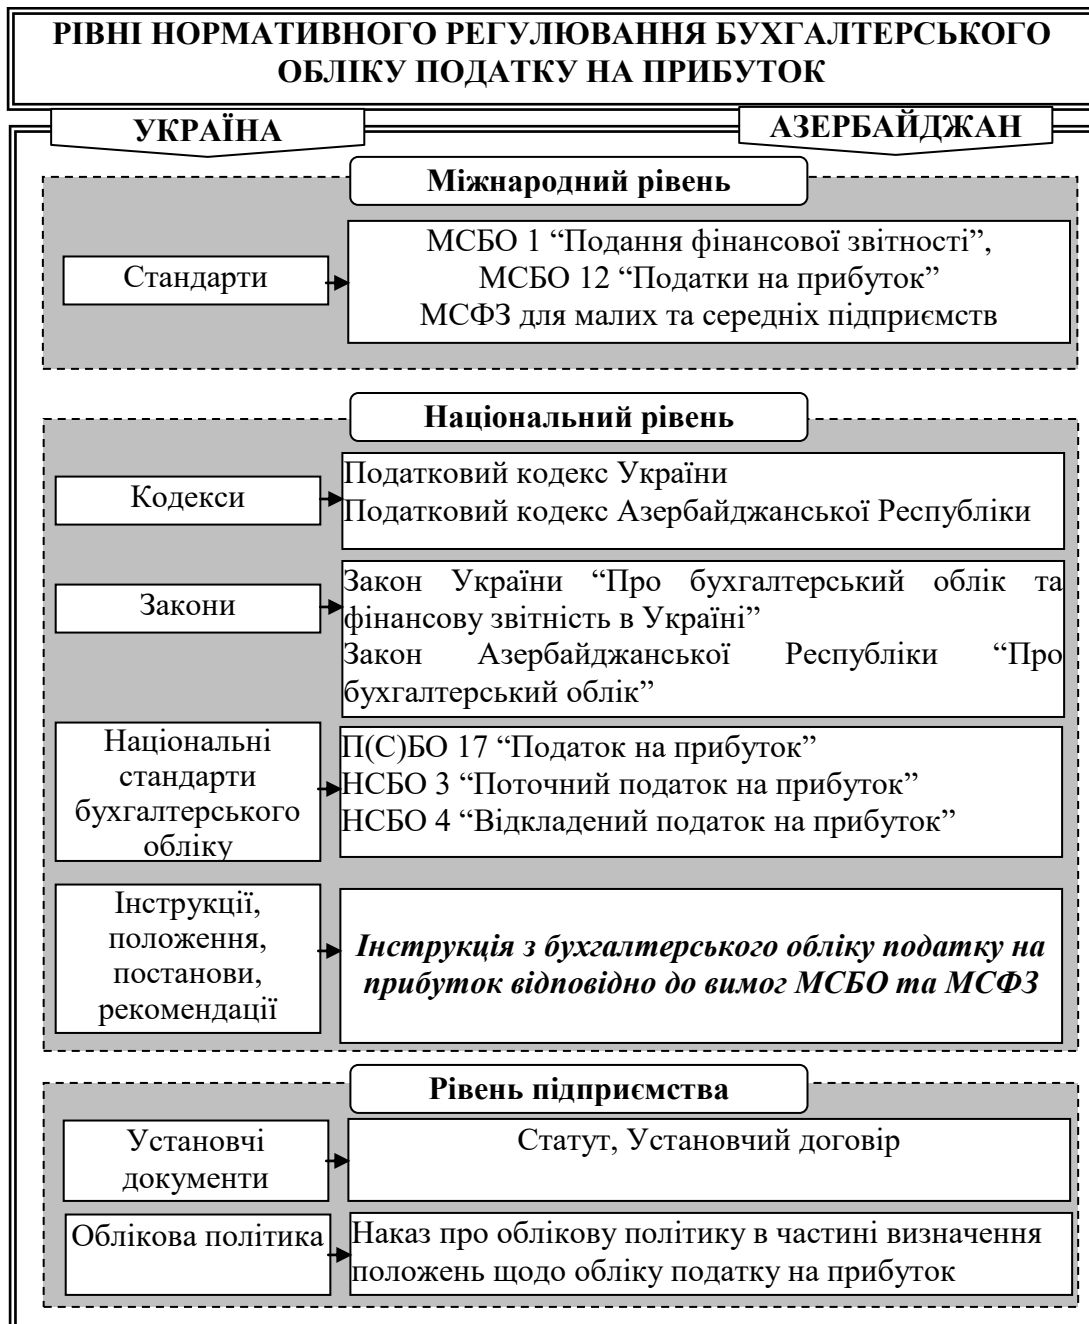 РІВНІ НОРМАТИВНОГО РЕГУЛЮВАННЯ БУХГАЛТЕРСЬКОГО
ОБЛІКУ ПОДАТКУ НА ПРИБУТОК
УКРАЇНА
АЗЕРБАЙДЖАН
Міжнародний рівень
Стандарти
МСБО 1 “Подання фінансової звітності”,
МСБО 12 “Податки на прибуток”
МСФЗ для малих та середніх підприємств
Національний рівень
Кодекси
Податковий кодекс України
Податковий кодекс Азербайджанської Республіки
Закони
Закон України “Про бухгалтерський облік та
фінансову звітність в Україні”
Закон Азербайджанської Республіки “Про
бухгалтерський облік”
Національні
стандарти
бухгалтерського
обліку
П(С)БО 17 “Податок на прибуток”
НСБО 3 “Поточний податок на прибуток”
НСБО 4 “Відкладений податок на прибуток”
Інструкції,
положення,
постанови,
рекомендації
Інструкція з бухгалтерського обліку податку на
прибуток відповідно до вимог МСБО та МСФЗ
Рівень підприємства
Установчі
документи
Статут, Установчий договір
Облікова політика
Наказ про облікову політику в частині визначення
положень щодо обліку податку на прибуток